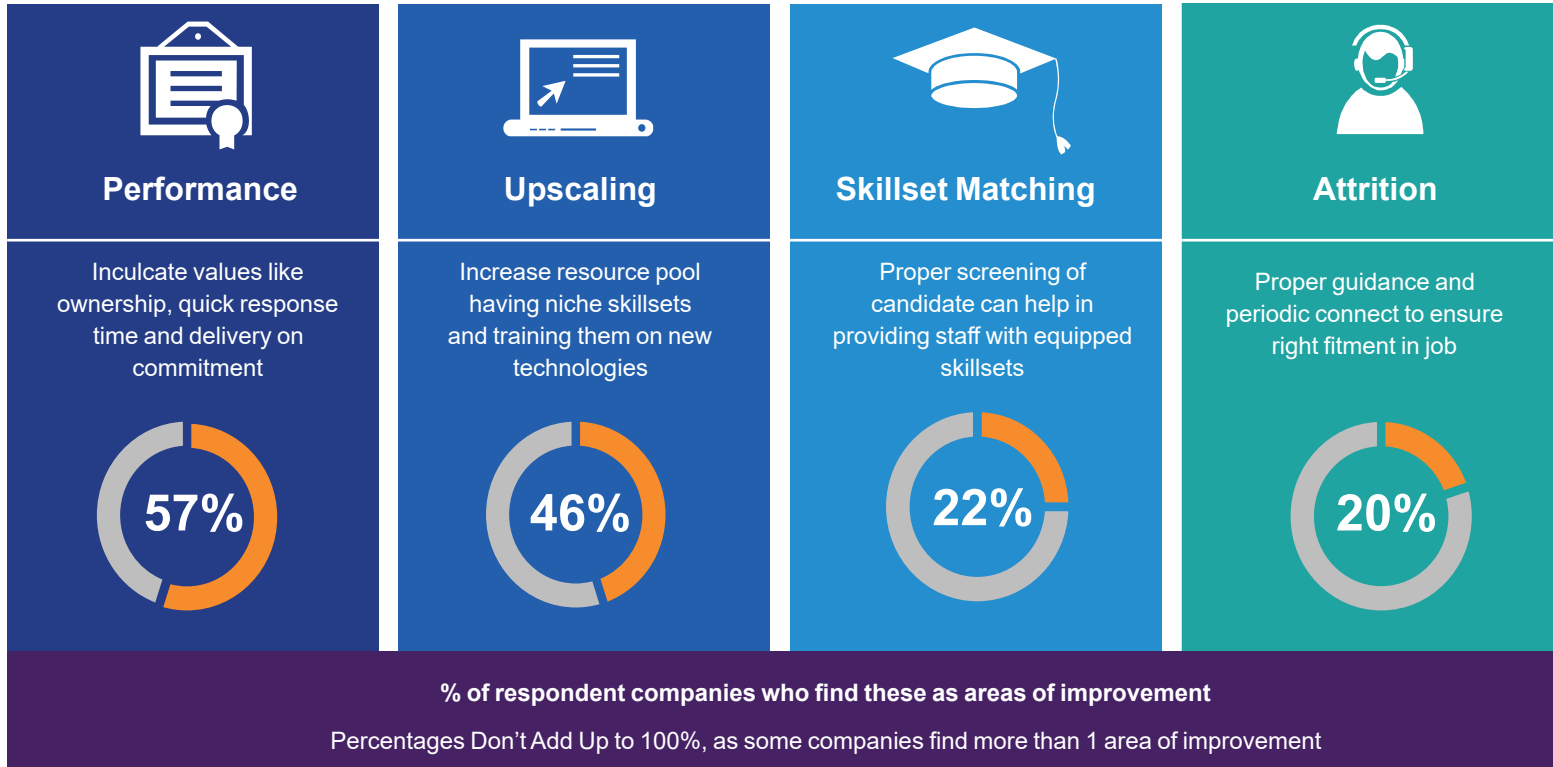 Performance
Inculcate values like
ownership, quick response
time and delivery on
commitment
57%
Upscaling
Increase resource pool
having niche skillsets
and training them on new
technologies
46%
Skillset Matching
Proper screening of
candidate can help in
providing staff with equipped
skillsets
22%
Attrition
Proper guidance and
periodic connect to ensure
right fitment in job
20%
% of respondent companies who find these as areas of improvement
Percentages Don’t Add Up to 100%, as some companies find more than 1 area of improvement